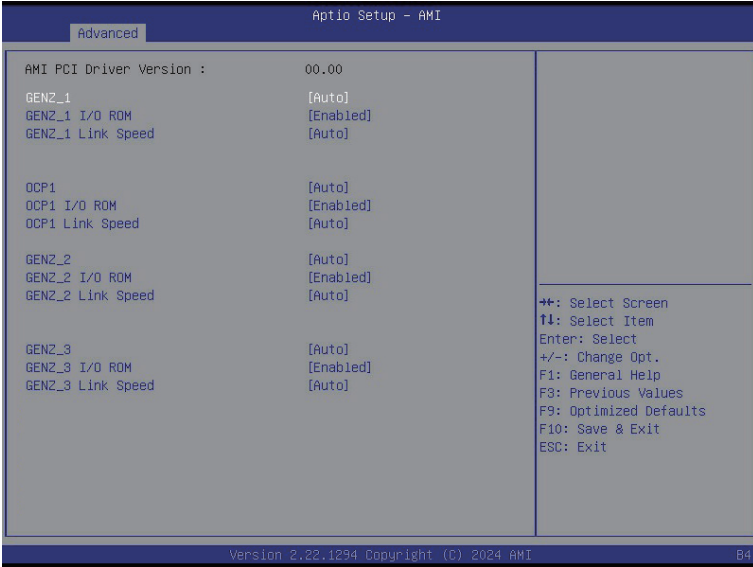 Aptio Setup - AMI
Advanced
AMI PCI Driver Version : 00.00
GENZ_1 [Auto]
GENZ_1 I/O ROM [Enabled]
GENZ_1 Link Speed [Auto]
OCP1 [Auto]
OCP1 I/O ROM [Enabled]
OCP1 Link Speed [Auto]
GENZ_2 [Auto]
GENZ_2 I/O ROM [Enabled]
GENZ_2 Link Speed [Auto]
GENZ_3 [Auto]
GENZ_3 I/O ROM [Enabled]
GENZ_3 Link Speed [Auto]
→←: Select Screen
↑↓: Select Item
Enter: Select
+/-: Change Opt.
F1: General Help
F3: Previous Values
F9: Optimized Defaults
F10: Save & Exit
ESC: Exit
Version 2.22.1294 Copyright (C) 2024 AMI
B4